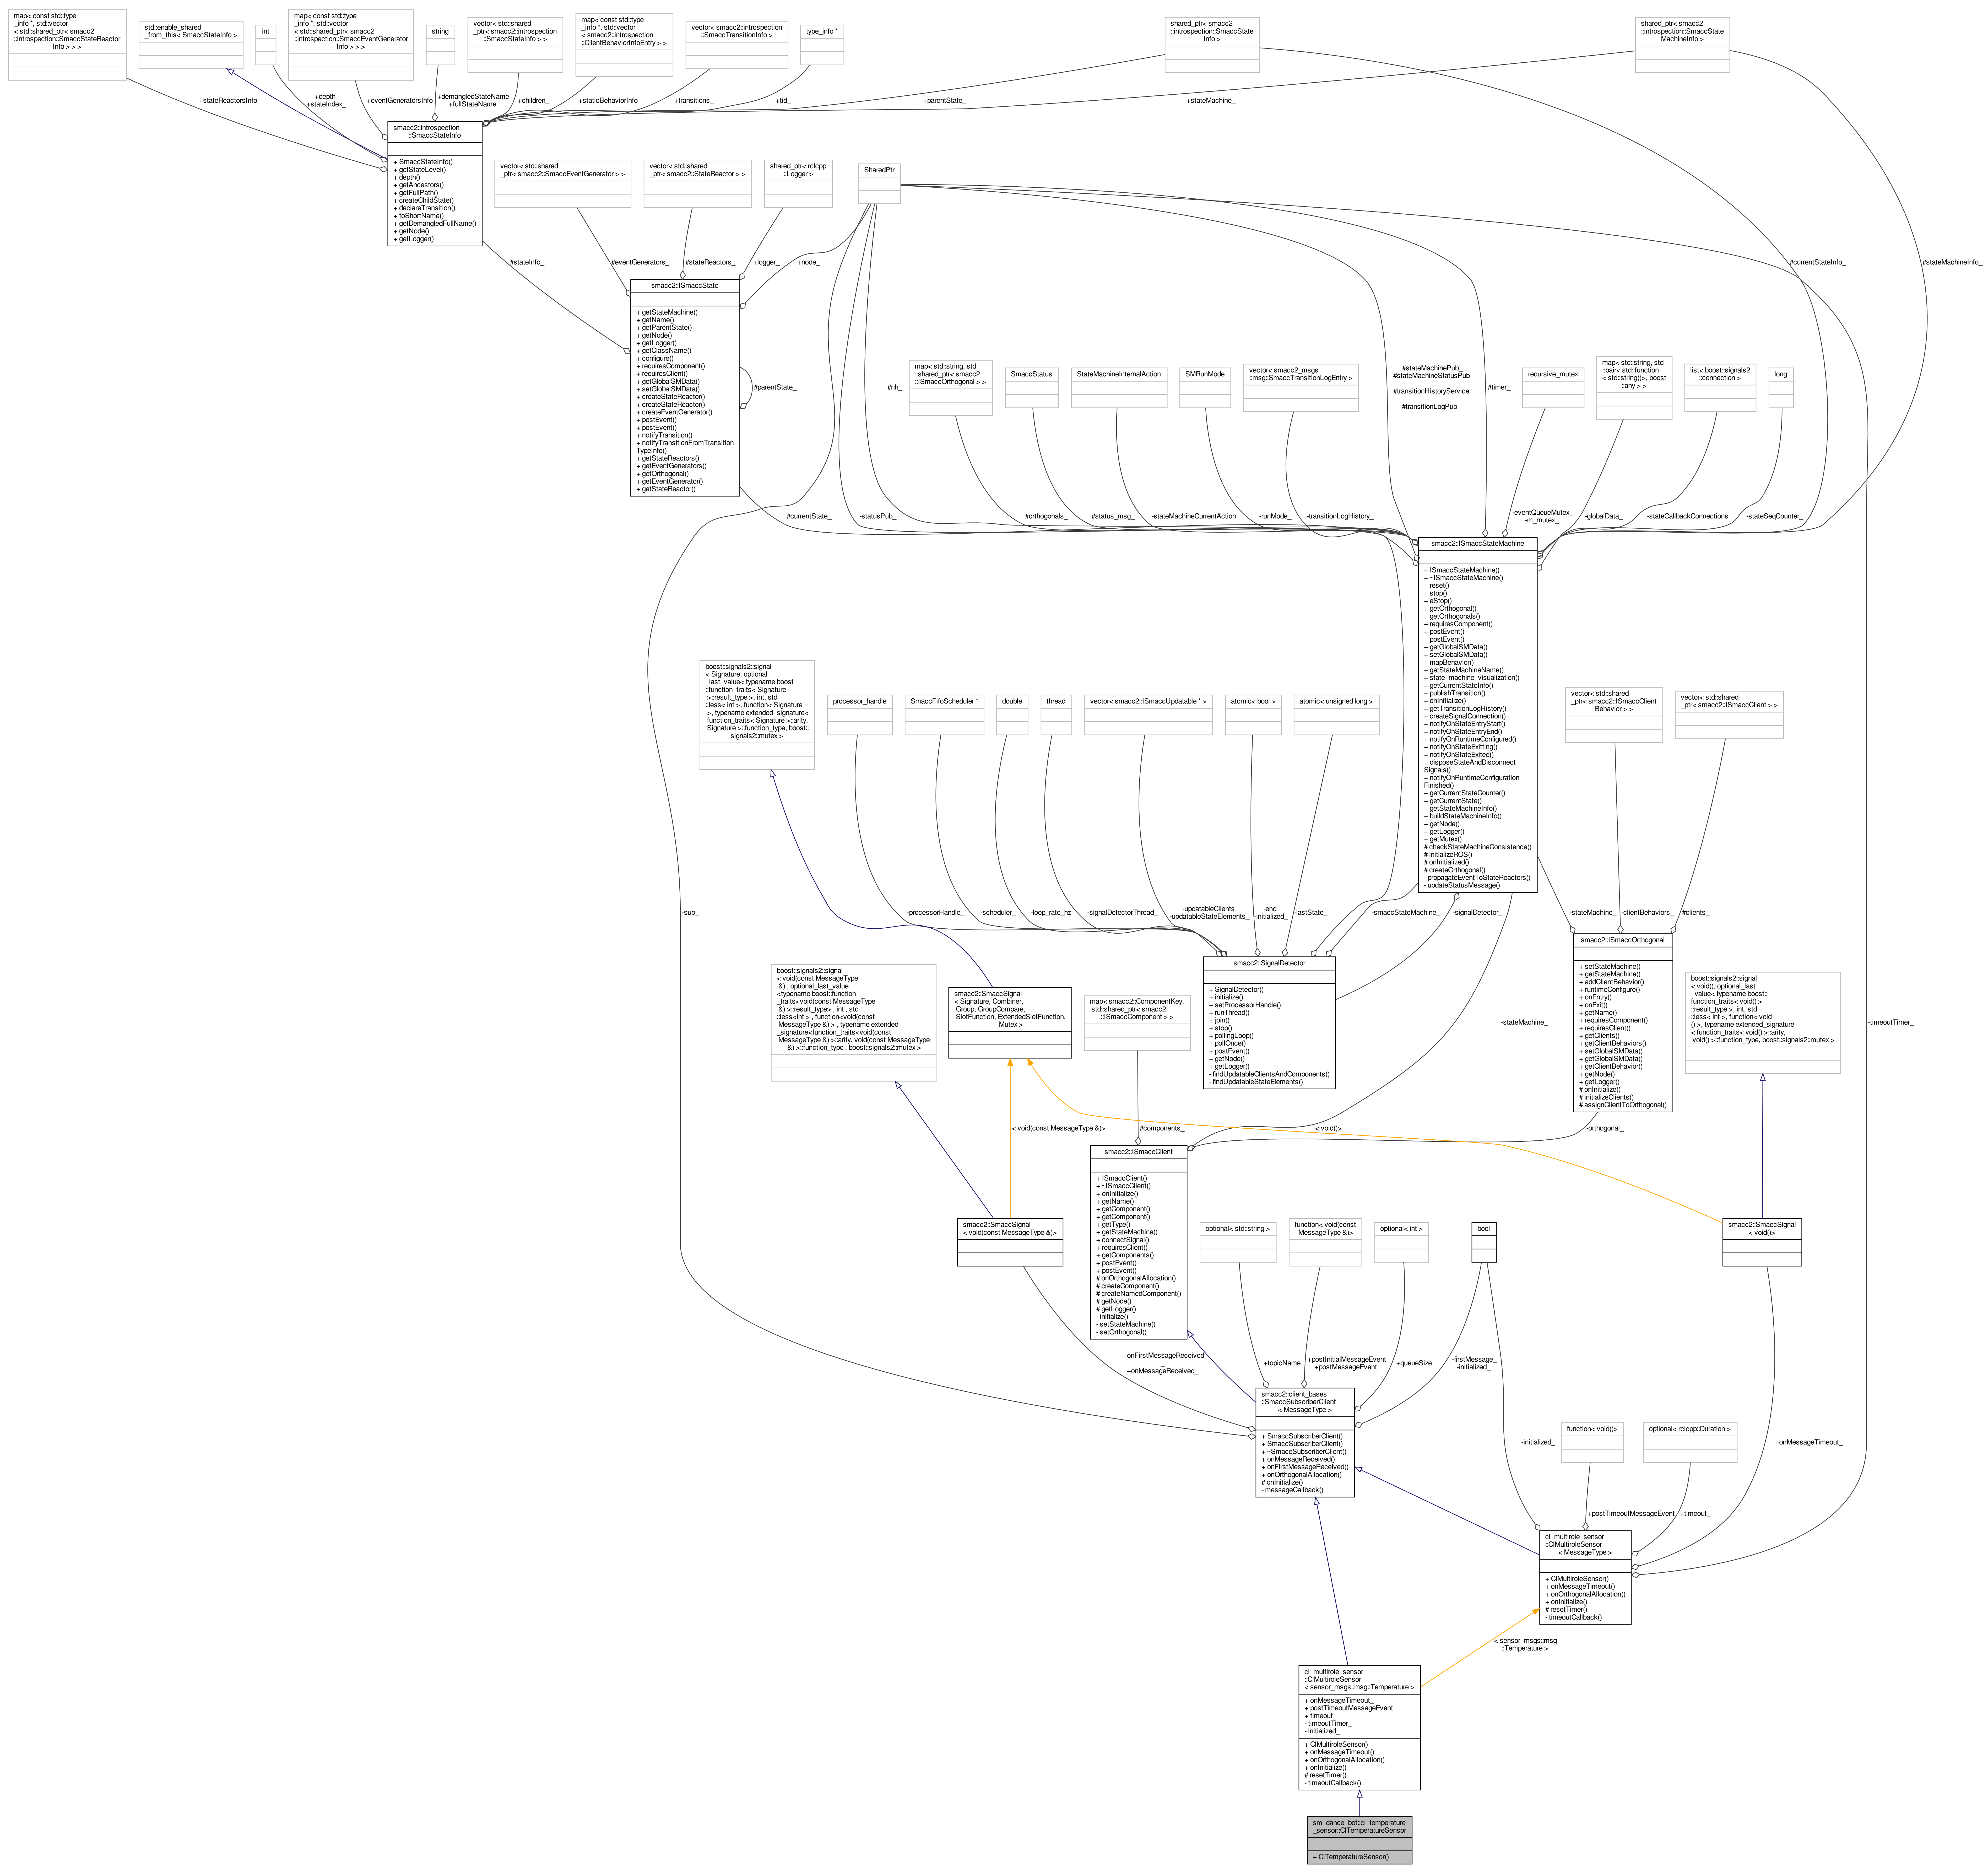 map< const std::type
_info *, std::vector
< std::shared_ptr< smacc2
::introspection::SmaccStateReactor
Info > > >
std::enable_shared
_from_this< SmaccStateInfo >
int
map< const std::type
_info *, std::vector
< std::shared_ptr< smacc2
::introspection::SmaccEventGenerator
Info > > >
string
vector< std::shared
_ptr< smacc2::introspection
::SmaccStateInfo > >
map< const std::type
_info *, std::vector
< smacc2::introspection
::ClientBehaviorInfoEntry > >
vector< smacc2::introspection
::SmaccTransitionInfo >
type_info *
shared_ptr< smacc2
::introspection::SmaccState
Info >
shared_ptr< smacc2
::introspection::SmaccState
MachineInfo >
+stateReactorsInfo
+depth_
+stateIndex_
+eventGeneratorsInfo
+demangledStateName
+fullStateName
+children_
+staticBehaviorInfo
+transitions_
+tid_
+parentState_
+stateMachine_
smacc2::introspection
::SmaccStateInfo
+ SmaccStateInfo()
+ getStateLevel()
+ depth()
+ getAncestors()
+ getFullPath()
+ createChildState()
+ declareTransition()
+ toShortName()
+ getDemangledFullName()
+ getNode()
+ getLogger()
vector< std::shared
_ptr< smacc2::SmaccEventGenerator > >
vector< std::shared
_ptr< smacc2::StateReactor > >
shared_ptr< rclcpp
::Logger >
SharedPtr
#stateInfo_
#eventGenerators_
#stateReactors_
+logger_
+node_
#currentStateInfo_
#stateMachineInfo_
smacc2::ISmaccState
+ getStateMachine()
+ getName()
+ getParentState()
+ getNode()
+ getLogger()
+ getClassName()
+ configure()
+ requiresComponent()
+ requiresClient()
+ getGlobalSMData()
+ setGlobalSMData()
+ createStateReactor()
+ createStateReactor()
+ createEventGenerator()
+ postEvent()
+ postEvent()
+ notifyTransition()
+ notifyTransitionFromTransition
TypeInfo()
+ getStateReactors()
+ getEventGenerators()
+ getOrthogonal()
+ getEventGenerator()
+ getStateReactor()
#parentState_
#nh_
map< std::string, std
::shared_ptr< smacc2
::ISmaccOrthogonal > >
SmaccStatus
StateMachineInternalAction
SMRunMode
vector< smacc2_msgs
::msg::SmaccTransitionLogEntry >
#stateMachinePub_
#stateMachineStatusPub
_
#transitionHistoryService
_
#transitionLogPub_
#timer_
recursive_mutex
map< std::string, std
::pair< std::function
< std::string()>, boost
::any > >
list< boost::signals2
::connection >
long
#currentState_
-statusPub_
#orthogonals_
#status_msg_
-stateMachineCurrentAction
-runMode_
-transitionLogHistory_
-eventQueueMutex_
-m_mutex_
-globalData_
-stateCallbackConnections
-stateSeqCounter_
smacc2::ISmaccStateMachine
+ ISmaccStateMachine()
+ ~ISmaccStateMachine()
+ reset()
+ stop()
+ eStop()
+ getOrthogonal()
+ getOrthogonals()
+ requiresComponent()
+ postEvent()
+ postEvent()
+ getGlobalSMData()
+ setGlobalSMData()
+ mapBehavior()
+ getStateMachineName()
+ state_machine_visualization()
+ getCurrentStateInfo()
+ publishTransition()
+ onInitialize()
+ getTransitionLogHistory()
+ createSignalConnection()
+ notifyOnStateEntryStart()
+ notifyOnStateEntryEnd()
+ notifyOnRuntimeConfigured()
+ notifyOnStateExitting()
+ notifyOnStateExited()
+ disposeStateAndDisconnect
Signals()
+ notifyOnRuntimeConfiguration
Finished()
+ getCurrentStateCounter()
+ getCurrentState()
+ getStateMachineInfo()
+ buildStateMachineInfo()
+ getNode()
+ getLogger()
+ getMutex()
# checkStateMachineConsistence()
# initializeROS()
# onInitialized()
# createOrthogonal()
- propagateEventToStateReactors()
- updateStatusMessage()
boost::signals2::signal
< Signature, optional
_last_value< typename boost
::function_traits< Signature
>::result_type >, int, std
::less< int >, function< Signature
>, typename extended_signature<
function_traits< Signature >::arity,
Signature >::function_type, boost::
signals2::mutex >
processor_handle
SmaccFifoScheduler *
double
thread
vector< smacc2::ISmaccUpdatable * >
atomic< bool >
atomic< unsigned long >
vector< std::shared
_ptr< smacc2::ISmaccClient
Behavior > >
vector< std::shared
_ptr< smacc2::ISmaccClient > >
-sub_
-processorHandle_
-scheduler_
-loop_rate_hz
-signalDetectorThread_
-updatableClients_
-updatableStateElements_
-end_
-initialized_
-lastState_
-smaccStateMachine_
-signalDetector_
-stateMachine_
-clientBehaviors_
#clients_
smacc2::SignalDetector
+ SignalDetector()
+ initialize()
+ setProcessorHandle()
+ runThread()
+ join()
+ stop()
+ pollingLoop()
+ pollOnce()
+ postEvent()
+ getNode()
+ getLogger()
- findUpdatableClientsAndComponents()
- findUpdatableStateElements()
smacc2::ISmaccOrthogonal
+ setStateMachine()
+ getStateMachine()
+ addClientBehavior()
+ runtimeConfigure()
+ onEntry()
+ onExit()
+ getName()
+ requiresComponent()
+ requiresClient()
+ getClients()
+ getClientBehaviors()
+ setGlobalSMData()
+ getGlobalSMData()
+ getClientBehavior()
+ getNode()
+ getLogger()
# onInitialize()
# initializeClients()
# assignClientToOrthogonal()
boost::signals2::signal
< void(const MessageType
&) , optional_last_value
<typename boost::function
_traits<void(const MessageType
&) >::result_type> , int , std
::less<int > , function<void(const
MessageType &) > , typename extended
_signature<function_traits<void(const
MessageType &) >::arity, void(const MessageType
&) >::function_type , boost::signals2::mutex >
smacc2::SmaccSignal
< Signature, Combiner,
Group, GroupCompare,
SlotFunction, ExtendedSlotFunction,
Mutex >
map< smacc2::ComponentKey,
std::shared_ptr< smacc2
::ISmaccComponent > >
boost::signals2::signal
< void(), optional_last
_value< typename boost::
function_traits< void() >
::result_type >, int, std
::less< int >, function< void
() >, typename extended_signature
< function_traits< void() >::arity,
void() >::function_type, boost::signals2::mutex >
-stateMachine_
-timeoutTimer_
< void(const MessageType &)>
#components_
< void()>
-orthogonal_
smacc2::ISmaccClient
+ ISmaccClient()
+ ~ISmaccClient()
+ onInitialize()
+ getName()
+ getComponent()
+ getComponent()
+ getType()
+ getStateMachine()
+ connectSignal()
+ requiresClient()
+ getComponents()
+ postEvent()
+ postEvent()
# onOrthogonalAllocation()
# createComponent()
# createNamedComponent()
# getNode()
# getLogger()
- initialize()
- setStateMachine()
- setOrthogonal()
smacc2::SmaccSignal
< void(const MessageType &)>
optional< std::string >
function< void(const
MessageType &)>
optional< int >
bool
smacc2::SmaccSignal
< void()>
+onFirstMessageReceived
_
+onMessageReceived_
+topicName
+postInitialMessageEvent
+postMessageEvent
+queueSize
-firstMessage_
-initialized_
smacc2::client_bases
::SmaccSubscriberClient
< MessageType >
+ SmaccSubscriberClient()
+ SmaccSubscriberClient()
+ ~SmaccSubscriberClient()
+ onMessageReceived()
+ onFirstMessageReceived()
+ onOrthogonalAllocation()
# onInitialize()
- messageCallback()
function< void()>
optional< rclcpp::Duration >
-initialized_
+onMessageTimeout_
+postTimeoutMessageEvent
+timeout_
cl_multirole_sensor
::ClMultiroleSensor
< MessageType >
+ ClMultiroleSensor()
+ onMessageTimeout()
+ onOrthogonalAllocation()
+ onInitialize()
# resetTimer()
- timeoutCallback()
< sensor_msgs::msg
::Temperature >
cl_multirole_sensor
::ClMultiroleSensor
< sensor_msgs::msg::Temperature >
+ onMessageTimeout_
+ postTimeoutMessageEvent
+ timeout_
- timeoutTimer_
- initialized_
+ ClMultiroleSensor()
+ onMessageTimeout()
+ onOrthogonalAllocation()
+ onInitialize()
# resetTimer()
- timeoutCallback()
sm_dance_bot::cl_temperature
_sensor::ClTemperatureSensor
+ ClTemperatureSensor()